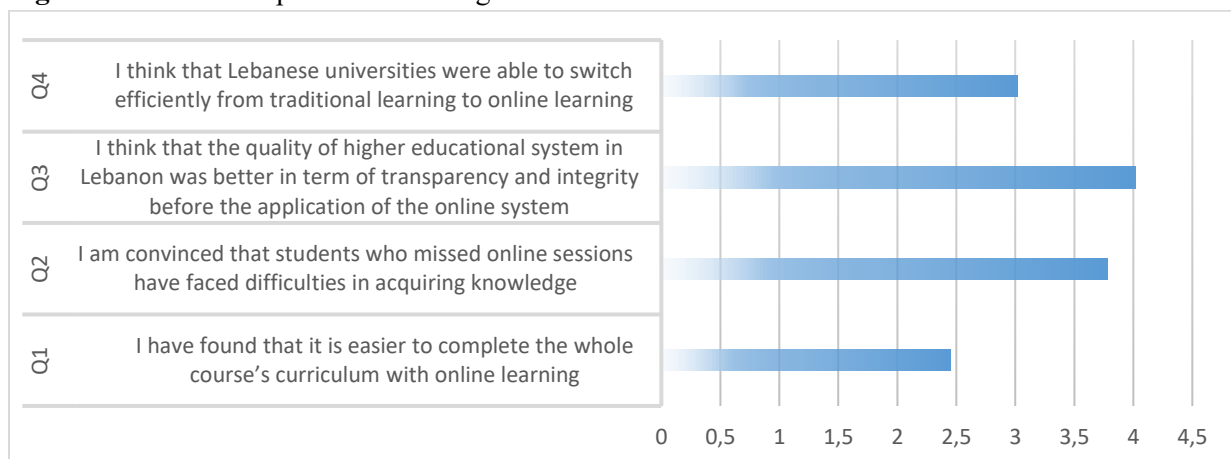 Q4
I think that Lebanese universities were able to switch
efficiently from traditional learning to online learning
Q3
I think that the quality of higher educational system in
Lebanon was better in term of transparency and integrity
before the application of the online system
Q2
I am convinced that students who missed online sessions
have faced difficulties in acquiring knowledge
Q1
I have found that it is easier to complete the whole
course’s curriculum with online learning
0 0,5 1 1,5 2 2,5 3 3,5 4 4,5